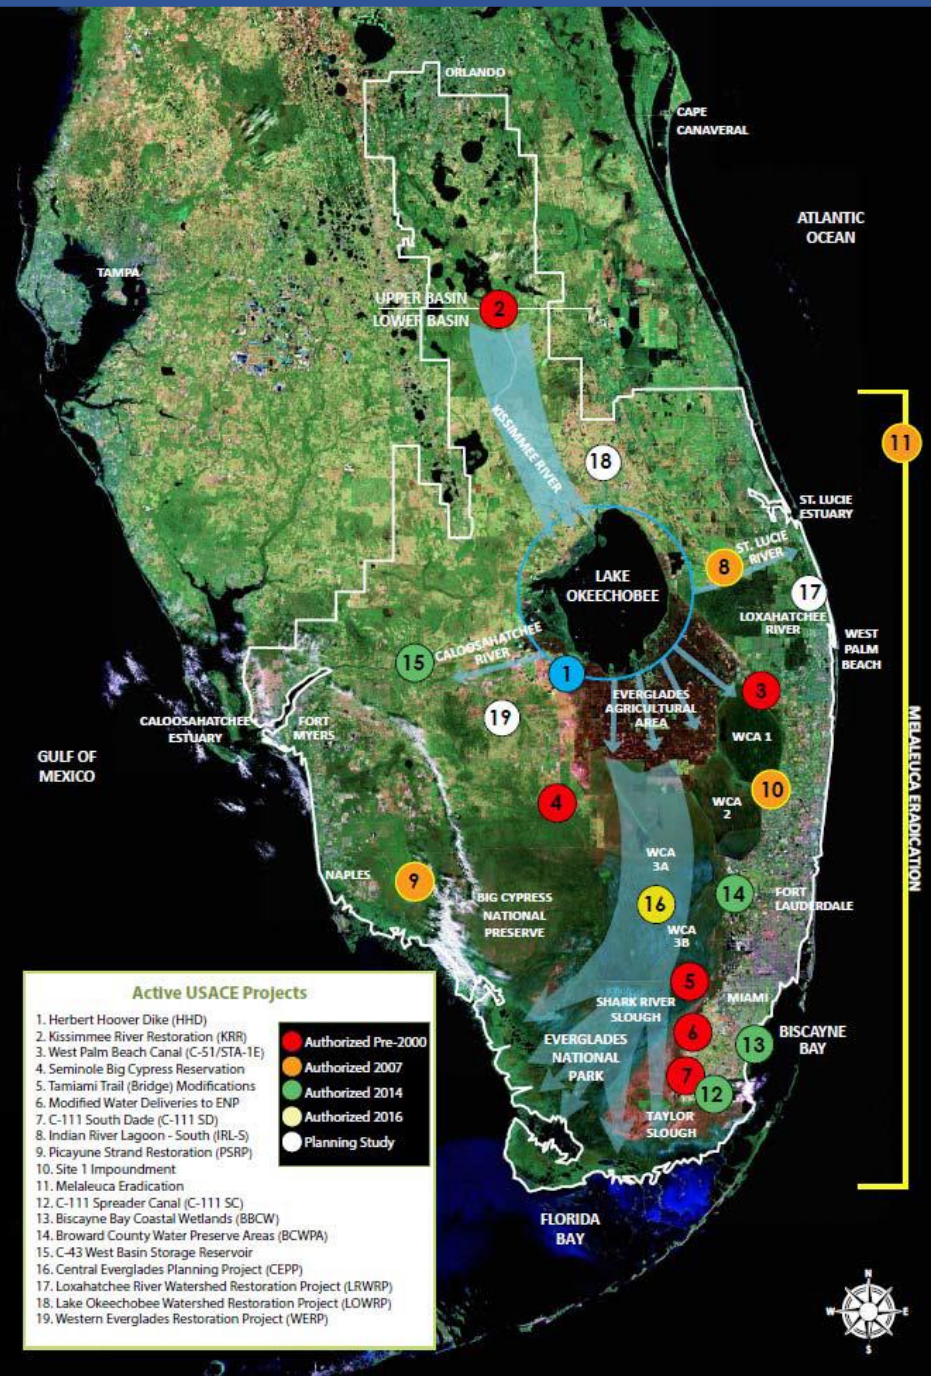 ORLANDO
CAPE
CANAVERAL
ATLANTIC
OCEAN
TAMPA
UPPER BASIN
2
LOWER BASIN
KISSIMMEE RIVER
18
11
ST. LUCIE
ESTUARY
ST. LUCIE
RIVER
8
LAKE
OKEECHOBEE
17
LOXAHATCHEE
RIVER
WEST
PALM
BEACH
CALOOSAHATCHEE
RIVER
15
1
3
EVERGLADES
AGRICULTURAL
AREA
19
WCA 1
CALOOSAHATCHEE
ESTUARY
FORT
MYERS
GULF OF
MEXICO
MELALEUCA ERADICATION
10
4
WCA
2
WCA
3A
NAPLES
9
14
FORT
LAUDERDALE
BIG CYPRESS
NATIONAL
PRESERVE
16
WCA
3B
5
MIAMI
SHARK RIVER
SLOUGH
6
BISCAYNE
BAY
13
EVERGLADES
NATIONAL
PARK
7
12
TAYLOR
SLOUGH
FLORIDA
BAY
Active USACE Projects
1. Herbert Hoover Dike (HHD)
2. Kissimmee River Restoration (KRR)
3. West Palm Beach Canal (C-51/STA-1E)
4. Seminole Big Cypress Reservation
5. Tamiami Trail (Bridge) Modifications
6. Modified Water Deliveries to ENP
7. C-111 South Dade (C-111 SD)
8. Indian River Lagoon - South (IRL-S)
9. Picayune Strand Restoration (PSRP)
10. Site 1 Impoundment
11. Melaleuca Eradication
12. C-111 Spreader Canal (C-111 SC)
13. Biscayne Bay Coastal Wetlands (BBCW)
14. Broward County Water Preserve Areas (BCWPA)
15. C-43 West Basin Storage Reservoir
16. Central Everglades Planning Project (CEPP)
17. Loxahatchee River Watershed Restoration Project (LRWRP)
18. Lake Okeechobee Watershed Restoration Project (LOWRP)
19. Western Everglades Restoration Project (WERP)
Authorized Pre-2000
Authorized 2007
Authorized 2014
Authorized 2016
Planning Study
N
W
E
S